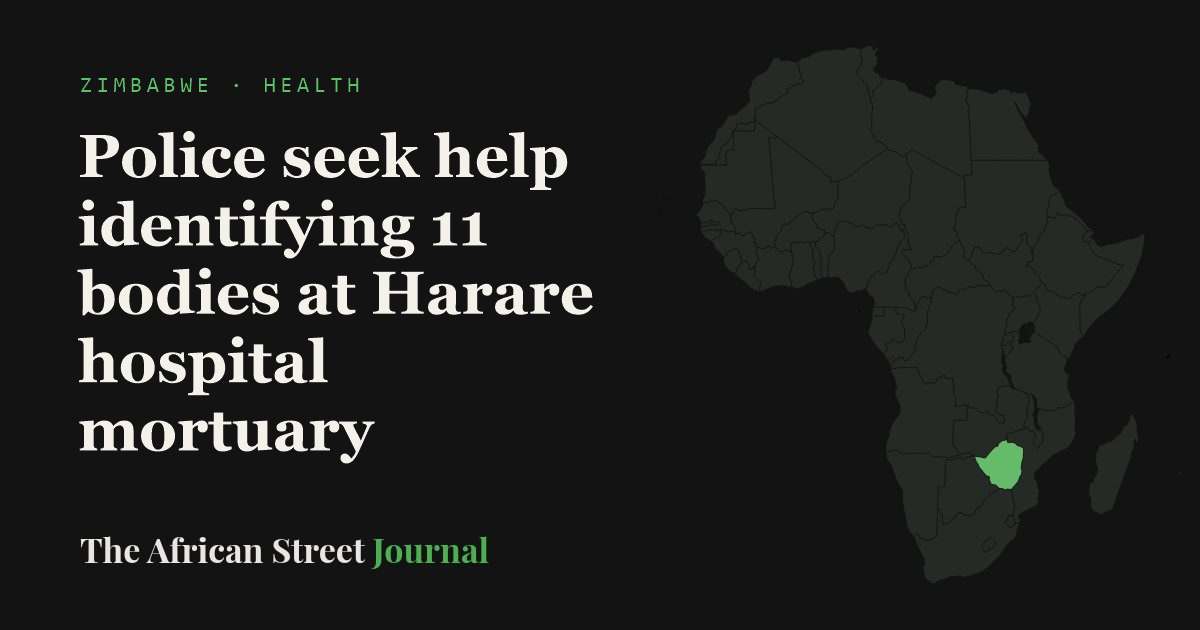 ZIMBABWE · HEALTH
Police seek help
identifying 11
bodies at Harare
hospital
mortuary
The African Street Journal